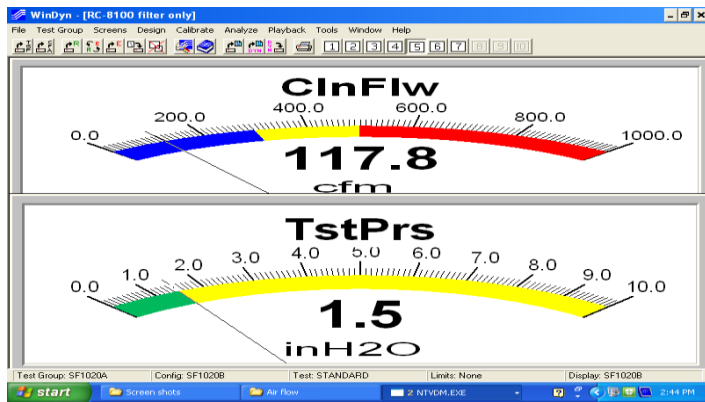 WinDyn - [RC-8100 filter only]
File Test Group Screens Design Calibrate Analyze Playback Tools Window Help
1 2 3 4 5 6 7 8 9 10
ClnFlw
0.0 200.0 400.0 600.0 800.0 1000.0
117.8
cfm
TstPrs
0.0 1.0 2.0 3.0 4.0 5.0 6.0 7.0 8.0 9.0 10.0
1.5
inH2O
Test Group: SF1020A Config: SF1020B Test: STANDARD Limits: None Display: SF1020B
start Screen shots Air flow 2 NTVDM.EXE 2:44 PM